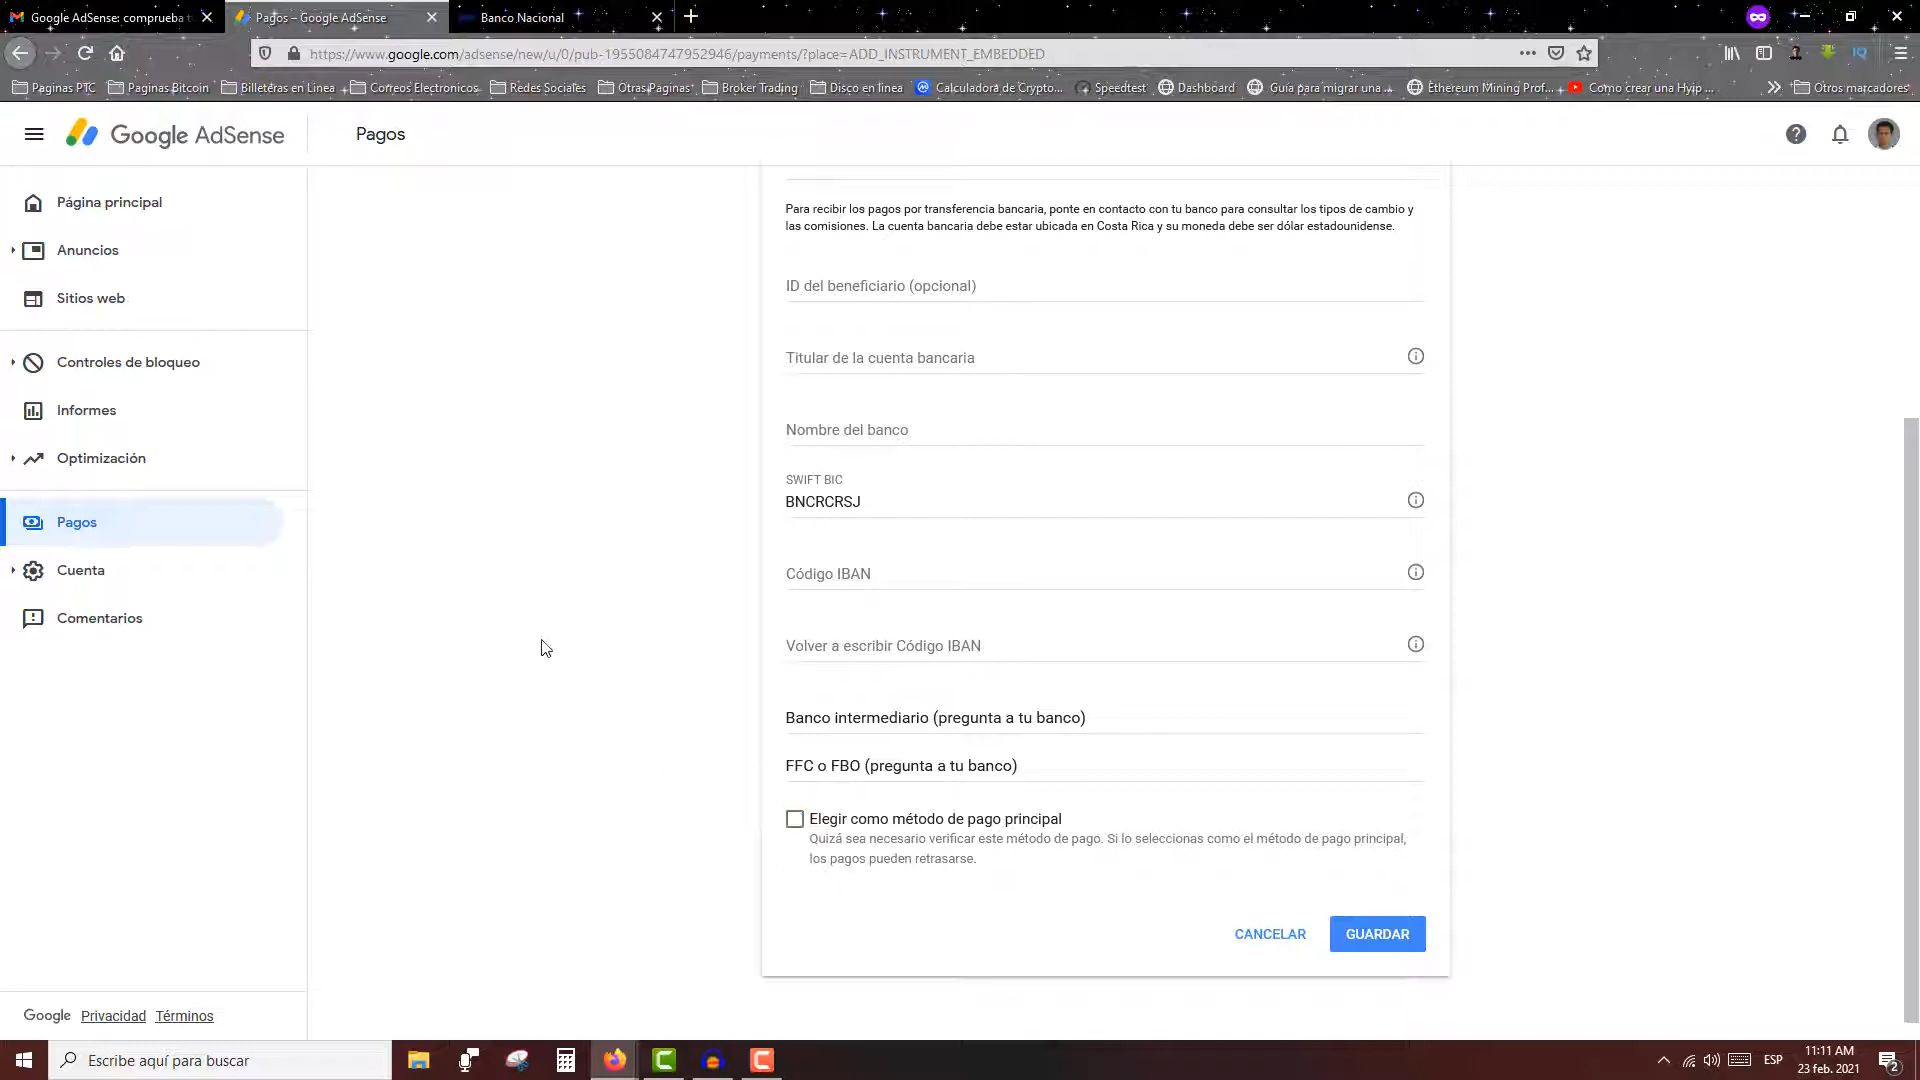 Google AdSense: comprueba
Pagos – Google AdSense
Banco Nacional
https://www.google.com/adsense/new/u/0/pub-1955084747952946/payments/?place=ADD_INSTRUMENT_EMBEDDED
Paginas PTC
Paginas Bitcoin
Billeteras en Linea
Correos Electronicos
Redes Sociales
Otras Paginas
Broker Trading
Disco en linea
Calculadora de Crypto...
Speedtest
Dashboard
Guía para migrar una ...
Ethereum Mining Prof...
Como crear una Hyip ...
Otros marcadores
Google AdSense
Pagos
Página principal
Anuncios
Sitios web
Controles de bloqueo
Informes
Optimización
Pagos
Cuenta
Comentarios
Google Privacidad Términos
Para recibir los pagos por transferencia bancaria, ponte en contacto con tu banco para consultar los tipos de cambio y
las comisiones. La cuenta bancaria debe estar ubicada en Costa Rica y su moneda debe ser dólar estadounidense.
ID del beneficiario (opcional)
Titular de la cuenta bancaria
Nombre del banco
SWIFT BIC
BNCRCRSJ
Código IBAN
Volver a escribir Código IBAN
Banco intermediario (pregunta a tu banco)
FFC o FBO (pregunta a tu banco)
Elegir como método de pago principal
Quizá sea necesario verificar este método de pago. Si lo seleccionas como el método de pago principal,
los pagos pueden retrasarse.
CANCELAR
GUARDAR
Escribe aquí para buscar
ESP
11:11 AM
23 feb. 2021
2